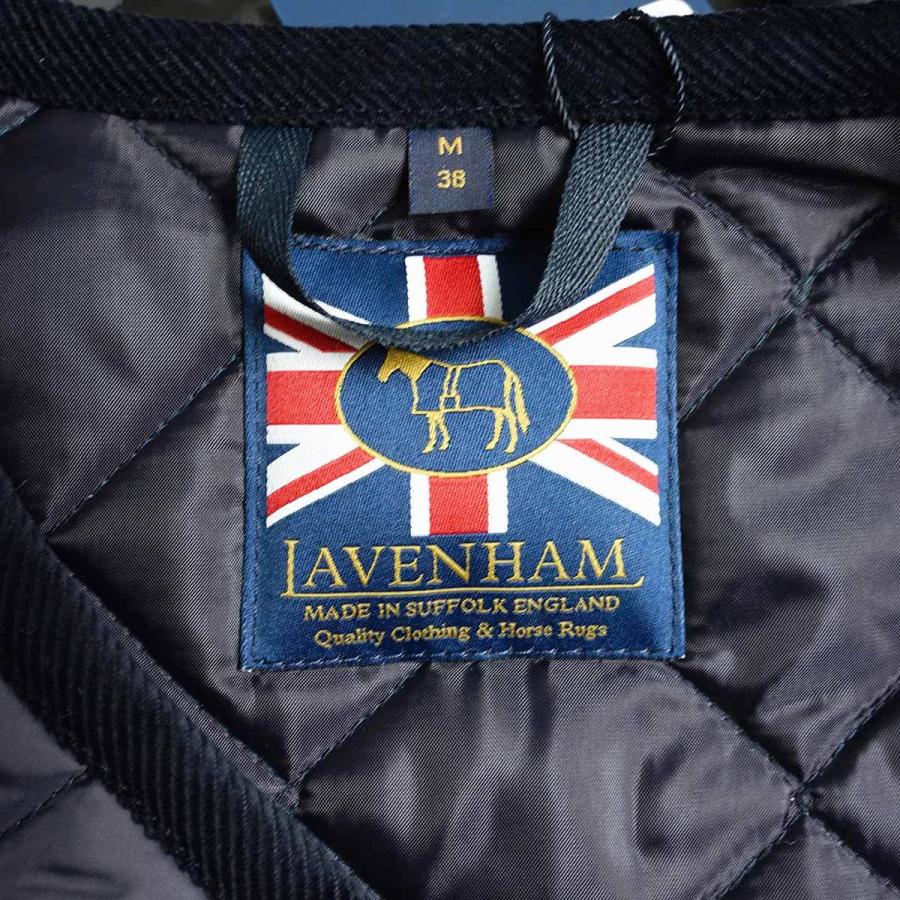 M
38
LAVENHAM
MADE IN SUFFOLK ENGLAND
Quality Clothing & Horse Rugs